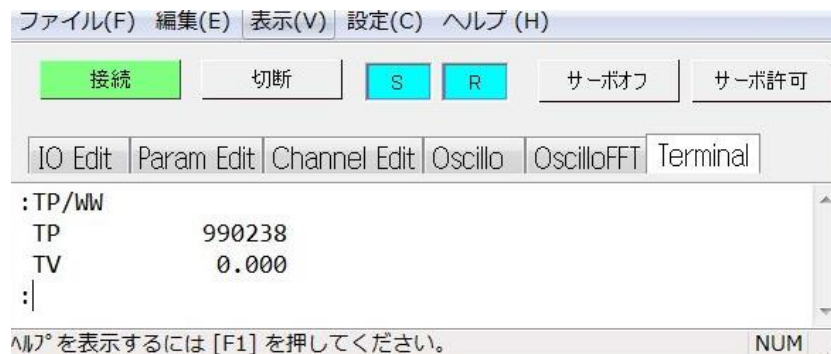 ファイル(F) 編集(E) 表示(V) 設定(C) ヘルプ (H)
接続 切断 S R サーボオフ サーボ許可
IO Edit Param Edit Channel Edit Oscillo OscilloFFT Terminal
:TP/WW
TP 990238
TV 0.000
:
ヘルプを表示するには [F1] を押してください。 NUM